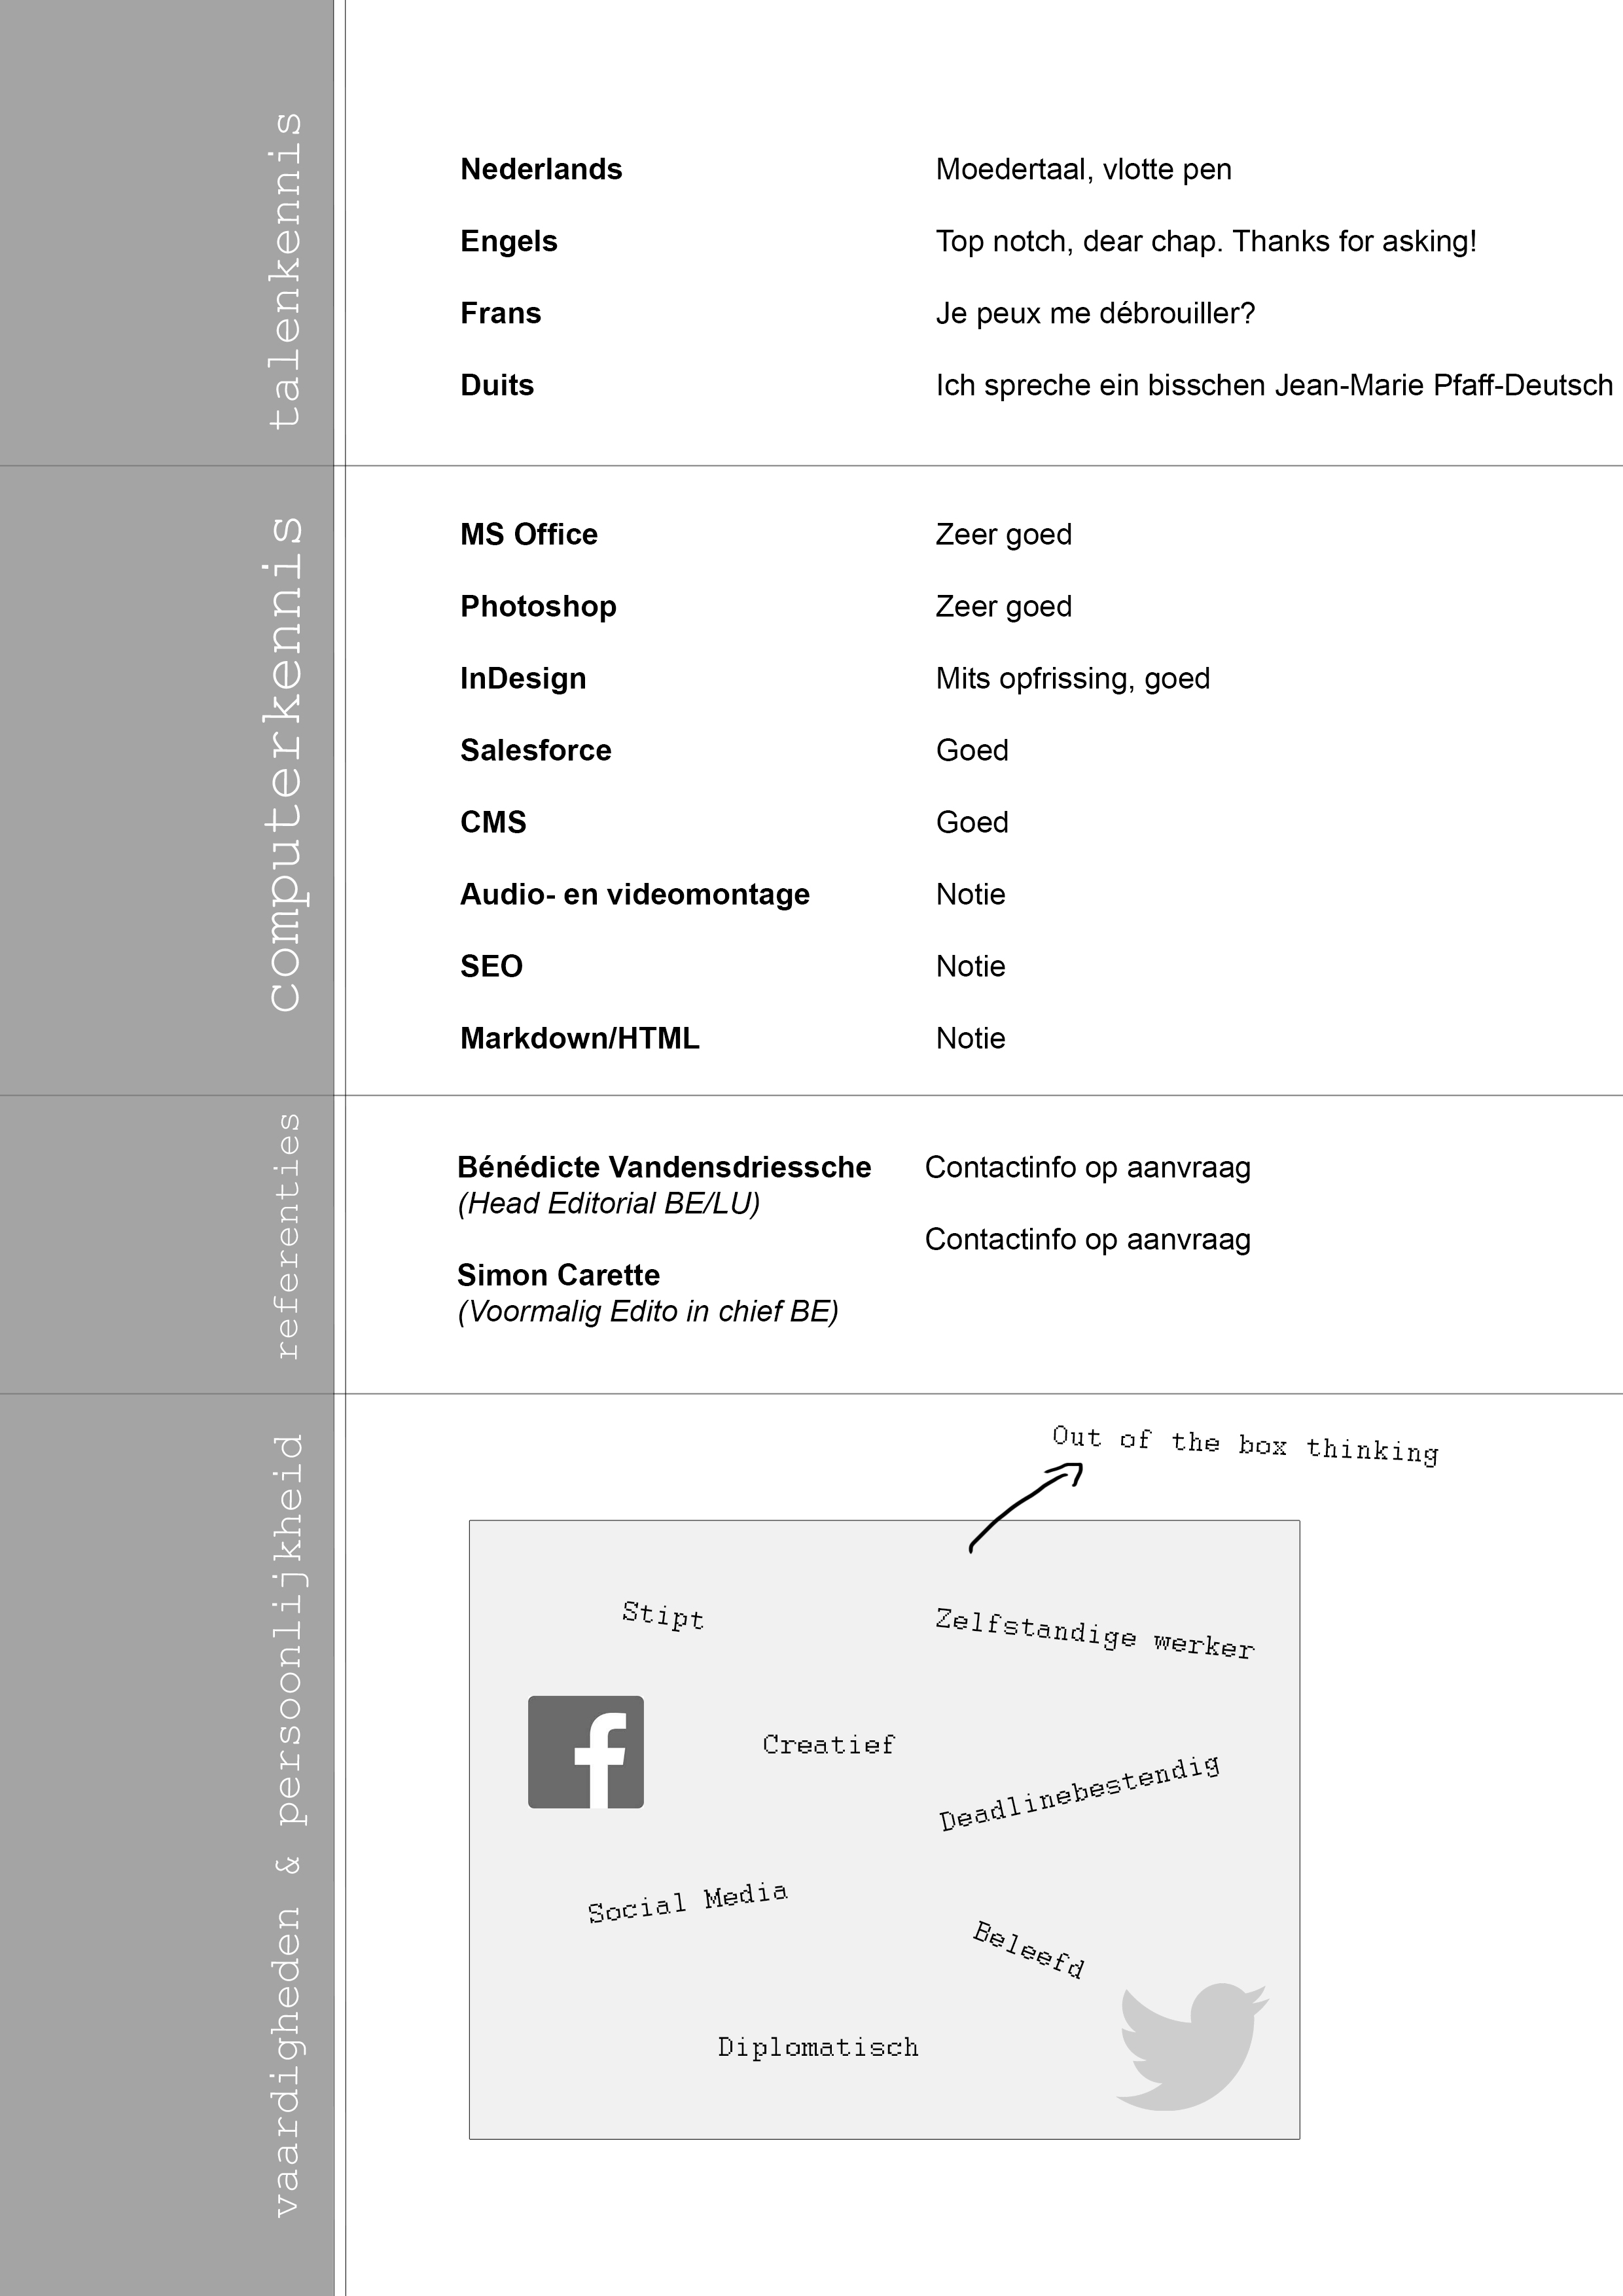 talenkennis
Nederlands Moedertaal, vlotte pen
Engels Top notch, dear chap. Thanks for asking!
Frans Je peux me débrouiller?
Duits Ich spreche ein bisschen Jean-Marie Pfaff-Deutsch
computerkennis
MS Office Zeer goed
Photoshop Zeer goed
InDesign Mits opfrissing, goed
Salesforce Goed
CMS Goed
Audio- en videomontage Notie
SEO Notie
Markdown/HTML Notie
referenties
Bénédicte Vandensdriessche Contactinfo op aanvraag
(Head Editorial BE/LU)
Contactinfo op aanvraag
Simon Carette
(Voormalig Edito in chief BE)
vaardigheden & persoonlijkheid
Out of the box thinking
Stipt
Zelfstandige werker
Creatief
Deadlinebestendig
Social Media
Beleefd
Diplomatisch